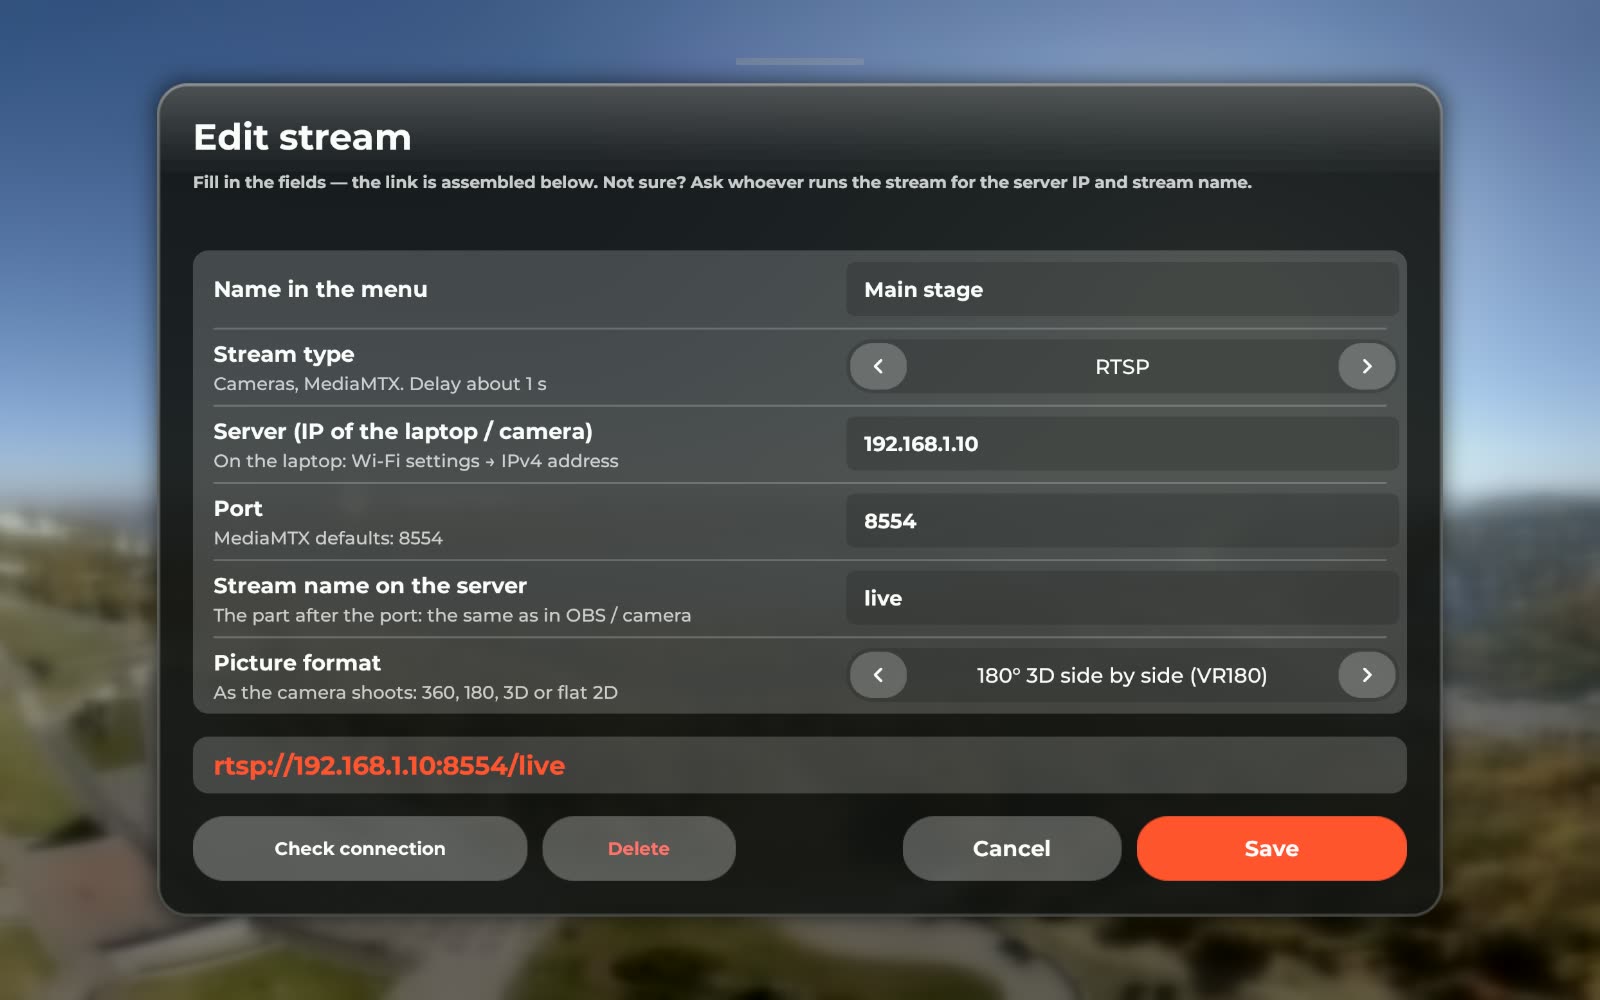 Edit stream
Fill in the fields — the link is assembled below. Not sure? Ask whoever runs the stream for the server IP and stream name.
Name in the menu
Main stage
Stream type
Cameras, MediaMTX. Delay about 1 s
RTSP
Server (IP of the laptop / camera)
On the laptop: Wi-Fi settings → IPv4 address
192.168.1.10
Port
MediaMTX defaults: 8554
8554
Stream name on the server
The part after the port: the same as in OBS / camera
live
Picture format
As the camera shoots: 360, 180, 3D or flat 2D
180° 3D side by side (VR180)
rtsp://192.168.1.10:8554/live
Check connection
Delete
Cancel
Save